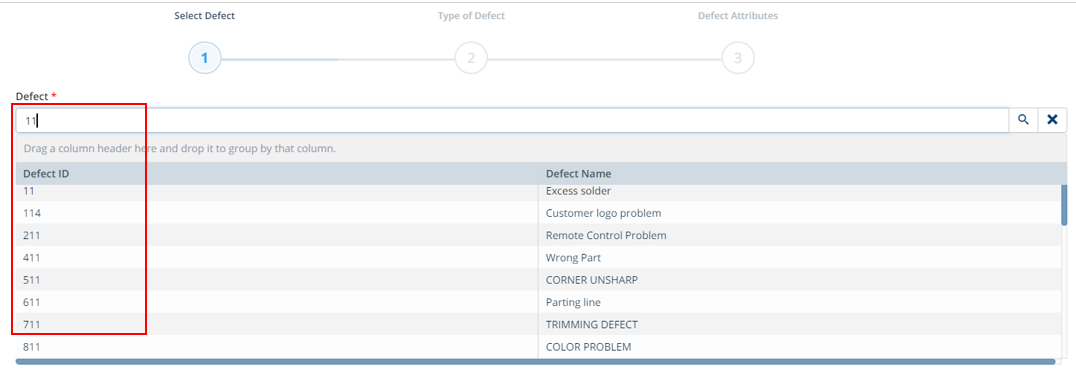 Select Defect Type of Defect Defect Attributes
1 2 3
Defect *
11
Drag a column header here and drop it to group by that column.
Defect ID Defect Name
11 Excess solder
114 Customer logo problem
211 Remote Control Problem
411 Wrong Part
511 CORNER UNSHARP
611 Parting line
711 TRIMMING DEFECT
811 COLOR PROBLEM